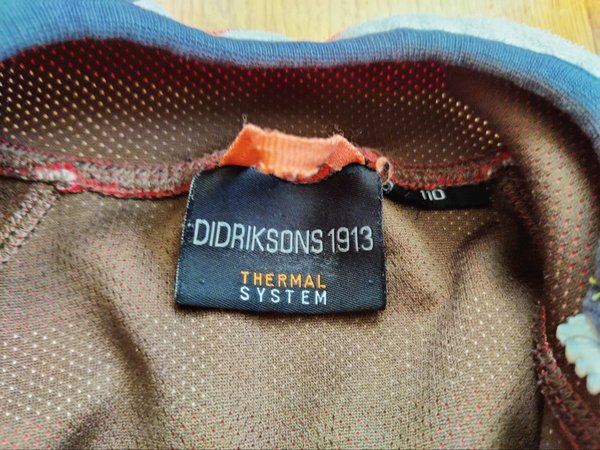 DIDRIKSONS 1913
THERMAL
SYSTEM
110